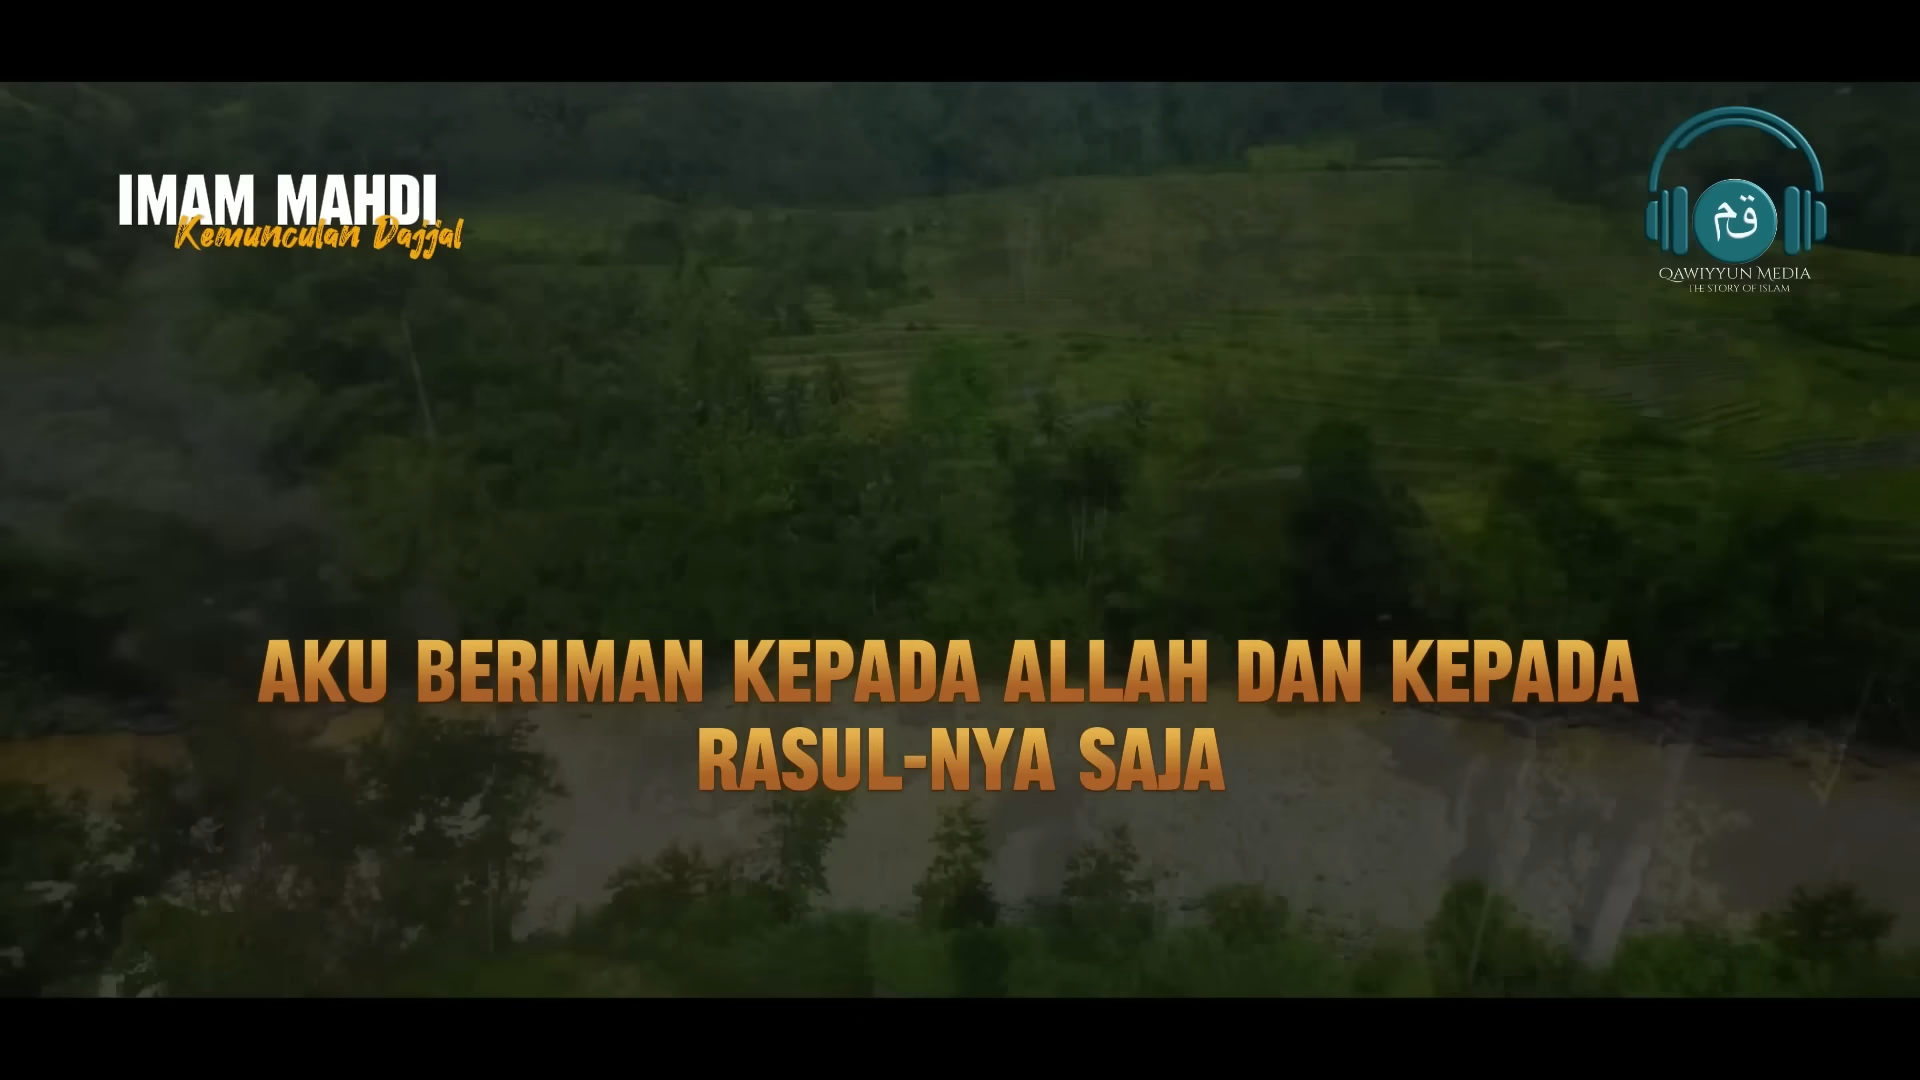 IMAM MAHDI
Kemunculan Dajjal
قم
QAWIYYUN MEDIA
THE STORY OF ISLAM
AKU BERIMAN KEPADA ALLAH DAN KEPADA
RASUL-NYA SAJA